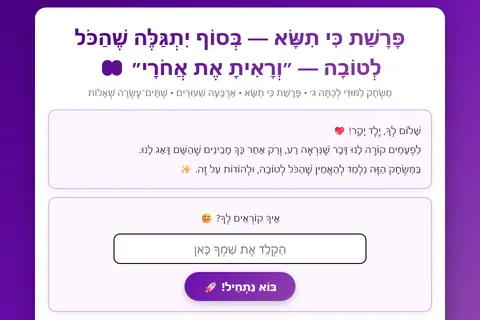 פָּרָשַׁת כִּי תִשָּׂא — בְּסוֹף יִתְגַּלֶּה שֶׁהַכֹּל
לְטוֹבָה — ״וְרָאִיתָ אֶת אֲחֹרָי״
מִשְׂחָק לִמּוּדִי לְכִתָּה ג׳ • פָּרָשַׁת כִּי תִשָּׂא • אַרְבָּעָה שִׁעוּרִים • שְׁתֵּים־עֶשְׂרֵה שְׁאֵלוֹת
שָׁלוֹם לְךָ, יֶלֶד יָקָר! 💖
לִפְעָמִים קוֹרֶה לָנוּ דָּבָר שֶׁנִּרְאֶה רַע, וְרַק אַחַר כָּךְ מְבִינִים שֶׁהַשֵּׁם דָּאַג לָנוּ.
בַּמִּשְׂחָק הַזֶּה נִלְמַד לְהַאֲמִין שֶׁהַכֹּל לְטוֹבָה, וּלְהוֹדוֹת עַל זֶה. ✨
אֵיךְ קוֹרְאִים לְךָ? 😊
הַקְלֵד אֶת שִׁמְךָ כָּאן
בּוֹא נַתְחִיל! 🚀